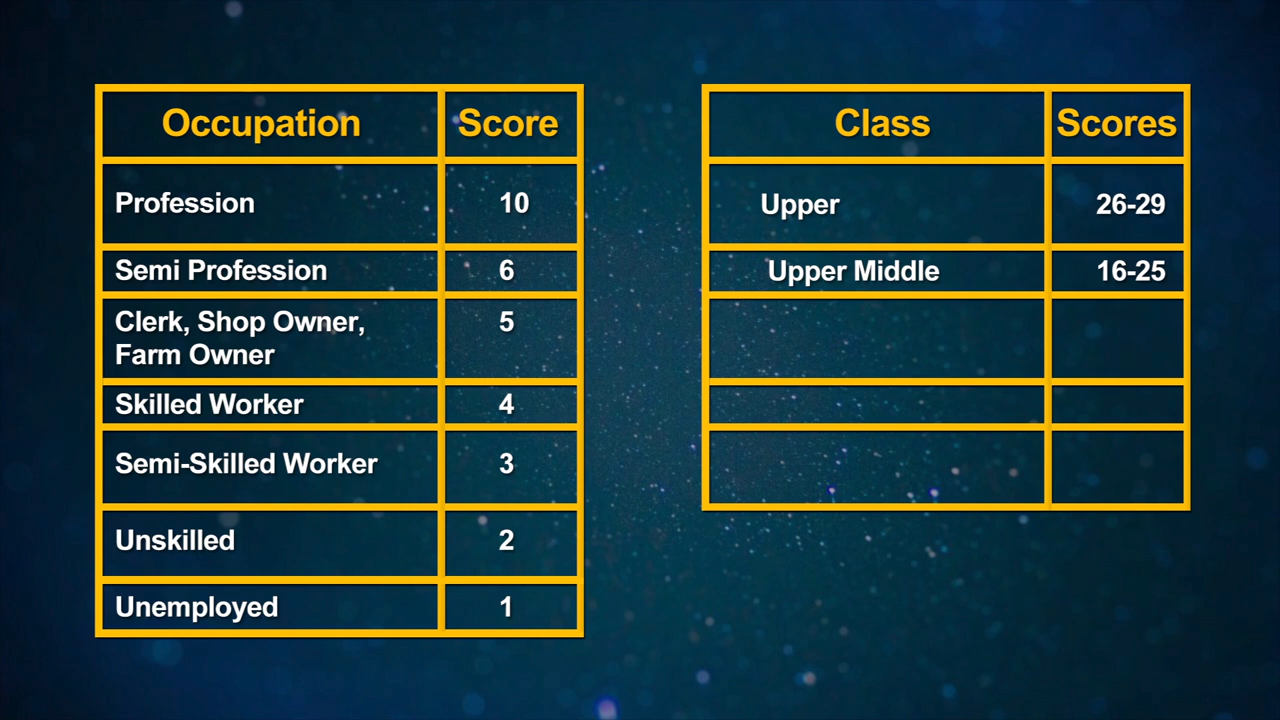 Occupation Score
Profession 10
Semi Profession 6
Clerk, Shop Owner, 5
Farm Owner
Skilled Worker 4
Semi-Skilled Worker 3
Unskilled 2
Unemployed 1
Class Scores
Upper 26-29
Upper Middle 16-25